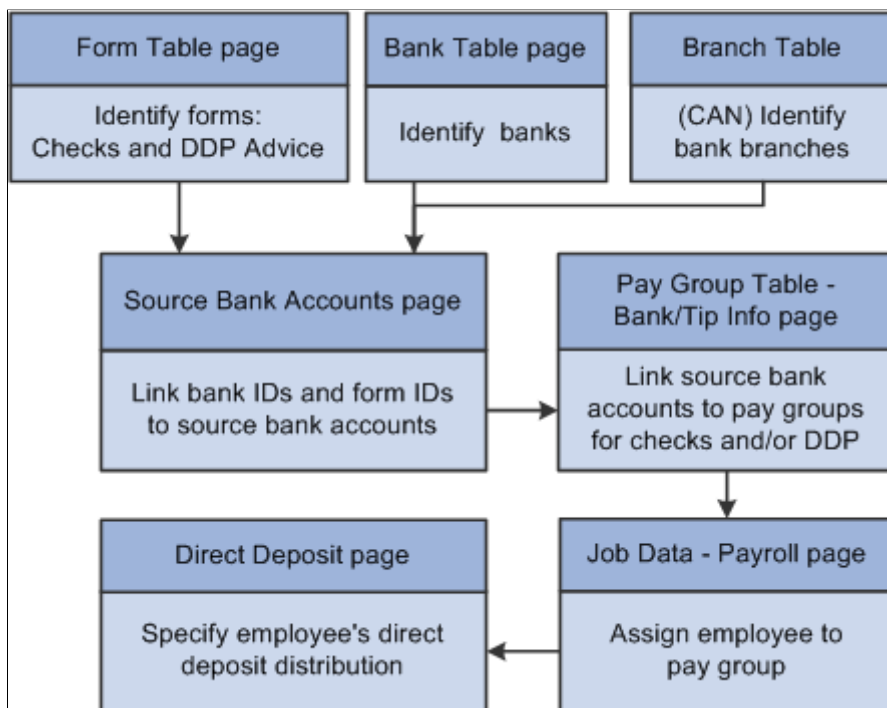 Form Table page
Identify forms:
Checks and DDP Advice
Bank Table page
Identify banks
Branch Table
(CAN) Identify
bank branches
Source Bank Accounts page
Link bank IDs and form IDs
to source bank accounts
Pay Group Table -
Bank/Tip Info page
Link source bank
accounts to pay groups
for checks and/or DDP
Job Data - Payroll page
Assign employee to
pay group
Direct Deposit page
Specify employee's direct
deposit distribution